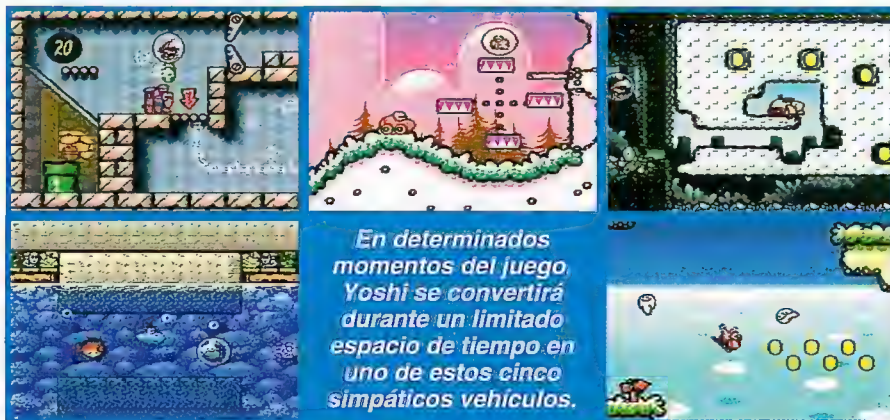 20
En determinados
momentos del juego,
Yoshi se convertirá
durante un limitado
espacio de tiempo en
uno de estos cinco
simpáticos vehículos.